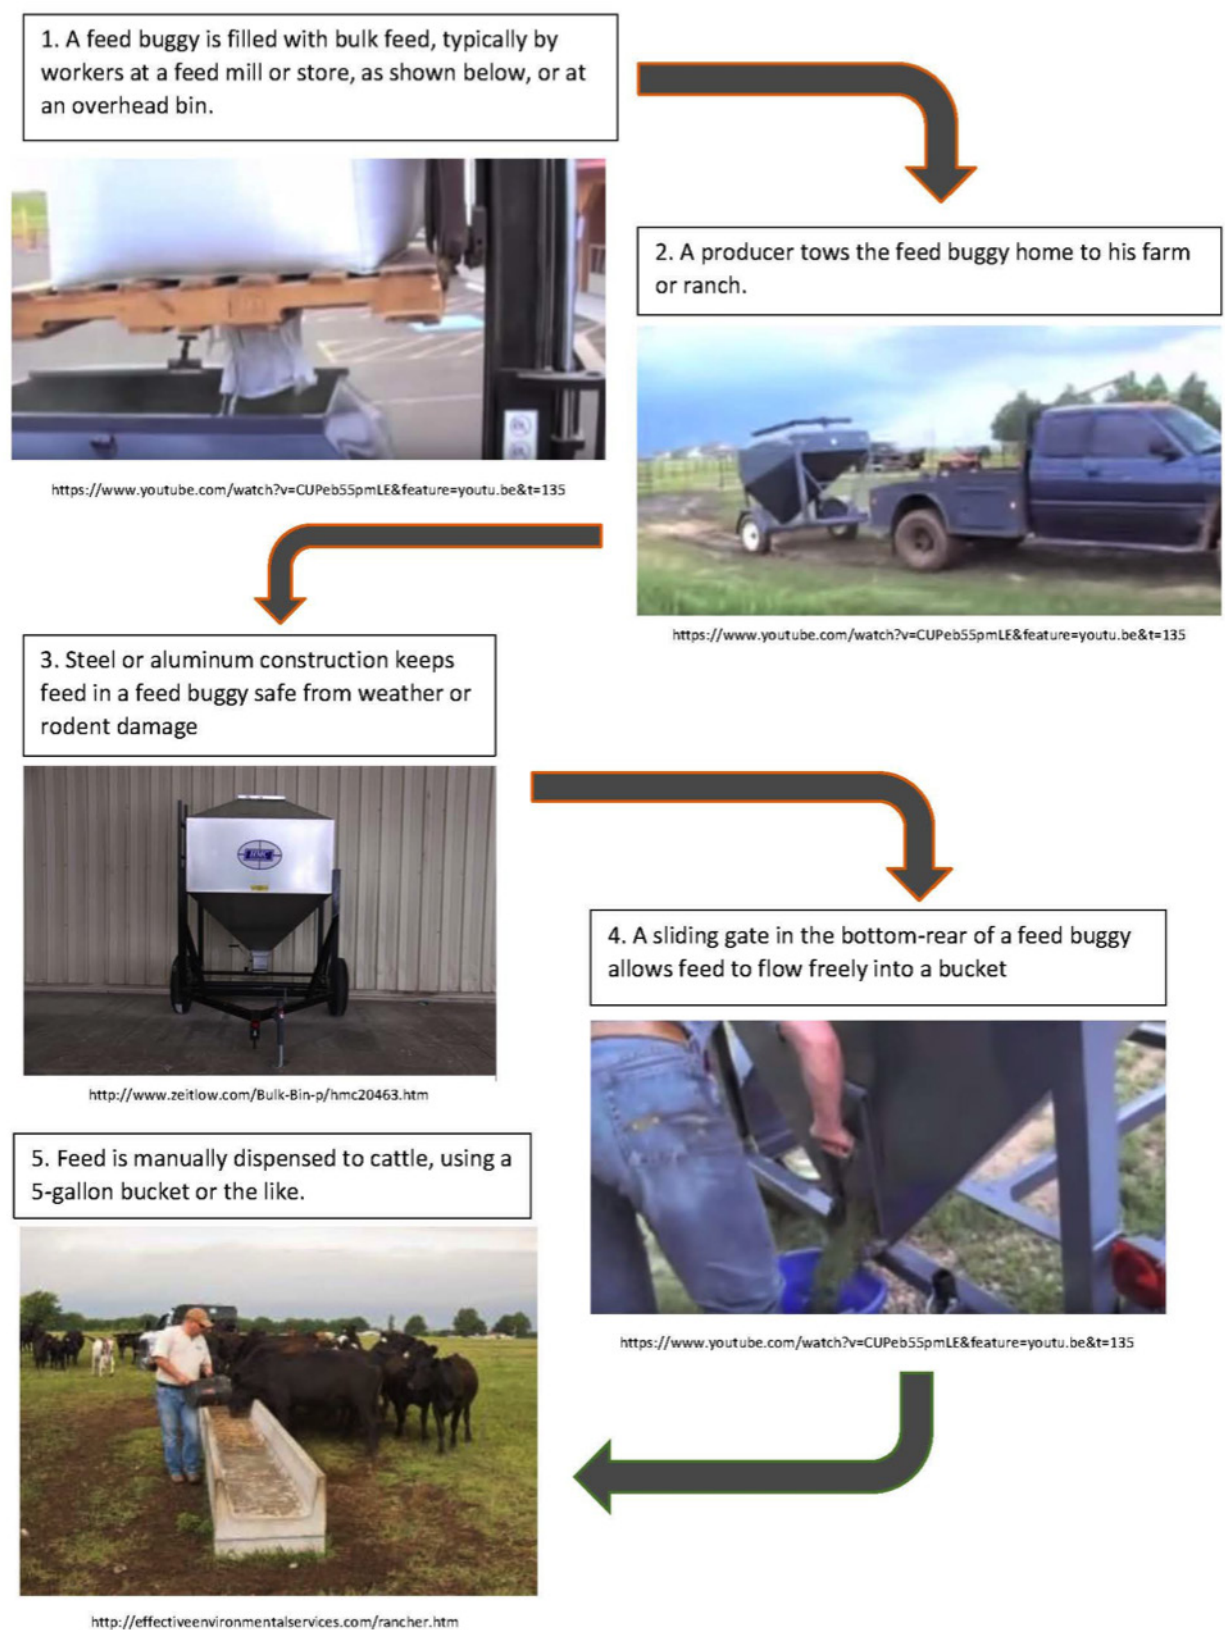 1. A feed buggy is filled with bulk feed, typically by
workers at a feed mill or store, as shown below, or at
an overhead bin.
https://www.youtube.com/watch?v=CUPeb55pmLE&feature=youtu.be&t=135
2. A producer tows the feed buggy home to his farm
or ranch.
https://www.youtube.com/watch?v=CUPeb55pmLE&feature=youtu.be&t=135
3. Steel or aluminum construction keeps
feed in a feed buggy safe from weather or
rodent damage
HMC
http://www.zeitlow.com/Bulk-Bin-p/hmc20463.htm
4. A sliding gate in the bottom-rear of a feed buggy
allows feed to flow freely into a bucket
https://www.youtube.com/watch?v=CUPeb55pmLE&feature=youtu.be&t=135
5. Feed is manually dispensed to cattle, using a
5-gallon bucket or the like.
http://effectiveenvironmentalservices.com/rancher.htm